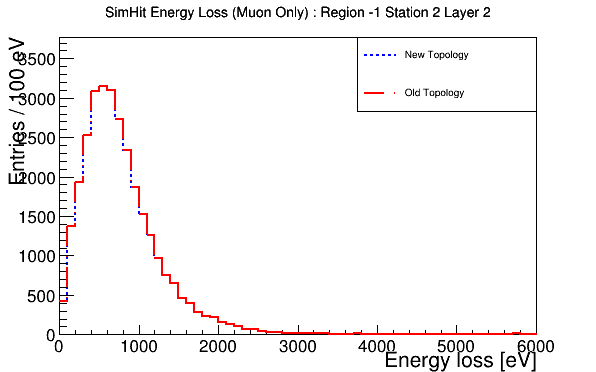 SimHit Energy Loss (Muon Only) : Region -1 Station 2 Layer 2
Entries / 100 eV
3500
3000
2500
2000
1500
1000
500
0
New Topology
Old Topology
0 1000 2000 3000 4000 5000 6000
Energy loss [eV]